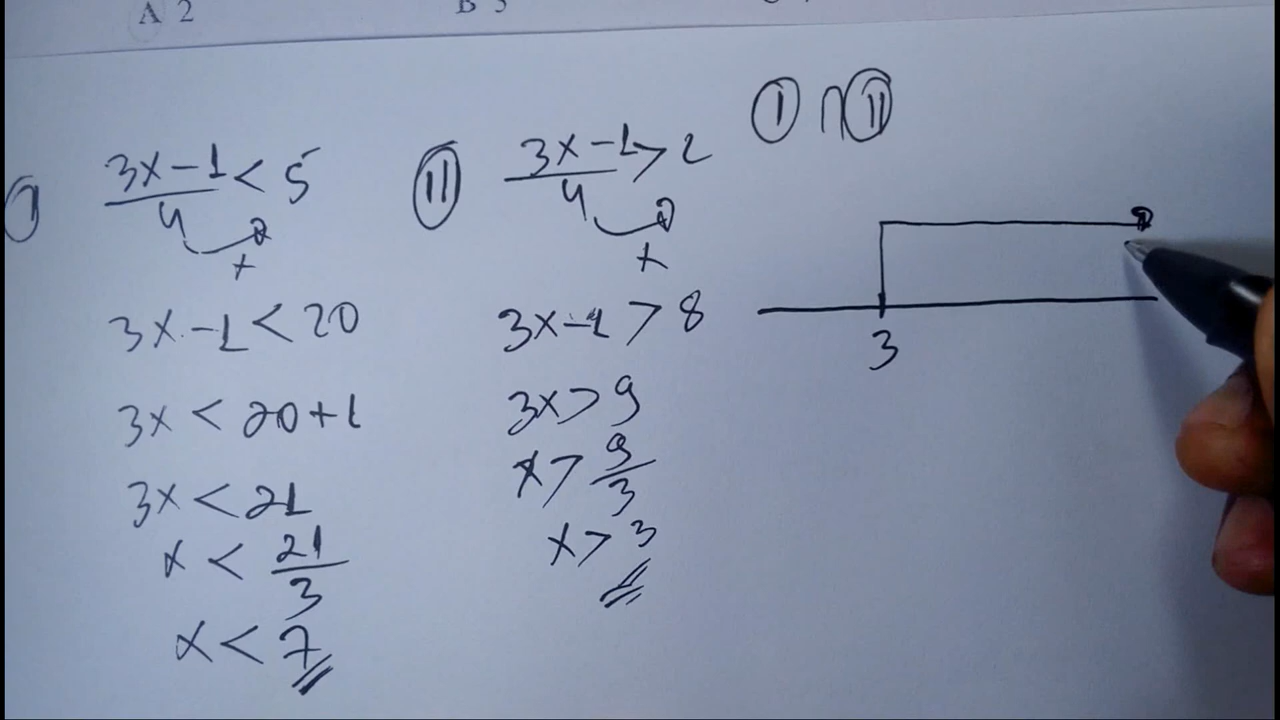 A 2 B 3
I (3x-1)/4 < 5
x
3x-1 < 20
3x < 20+1
3x < 21
x < 21/3
x < 7
II (3x-1)/4 > 2
x
3x-1 > 8
3x > 9
x > 9/3
x > 3
I ∩ II
3